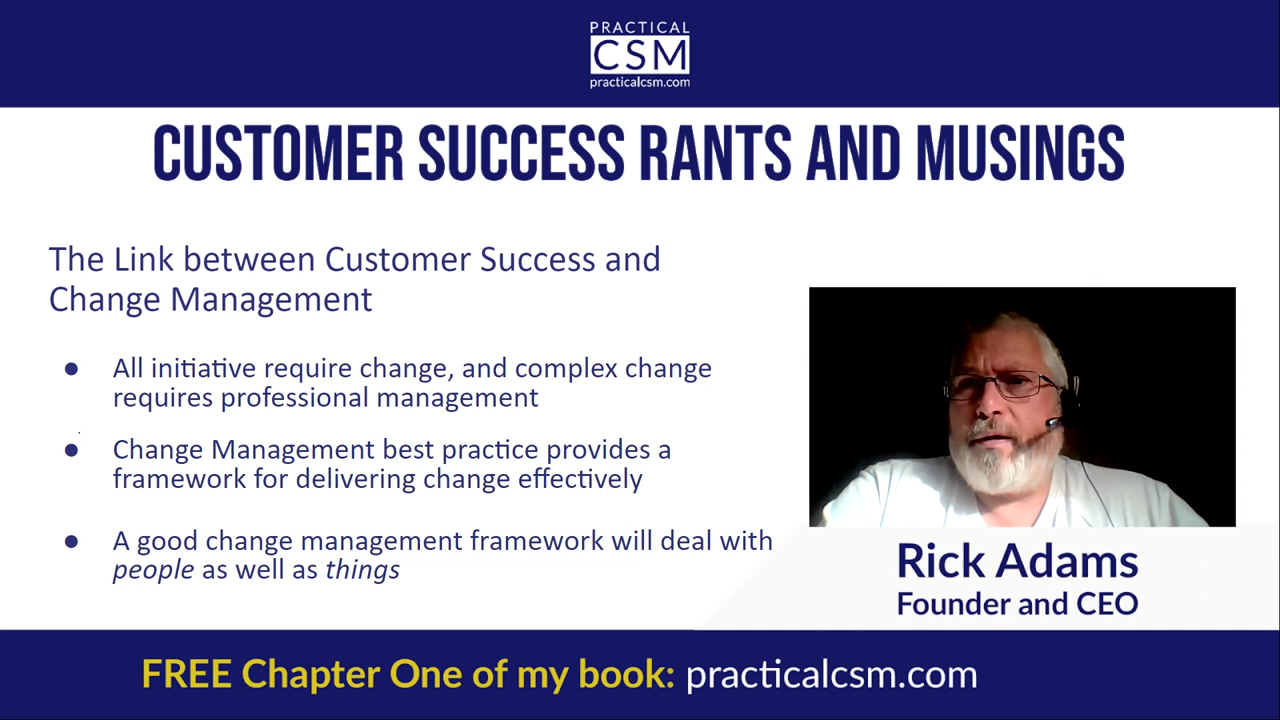 PRACTICAL
CSM
practicalcsm.com
CUSTOMER SUCCESS RANTS AND MUSINGS
The Link between Customer Success and
Change Management
● All initiative require change, and complex change
requires professional management
● Change Management best practice provides a
framework for delivering change effectively
● A good change management framework will deal with
people as well as things
Rick Adams
Founder and CEO
FREE Chapter One of my book: practicalcsm.com